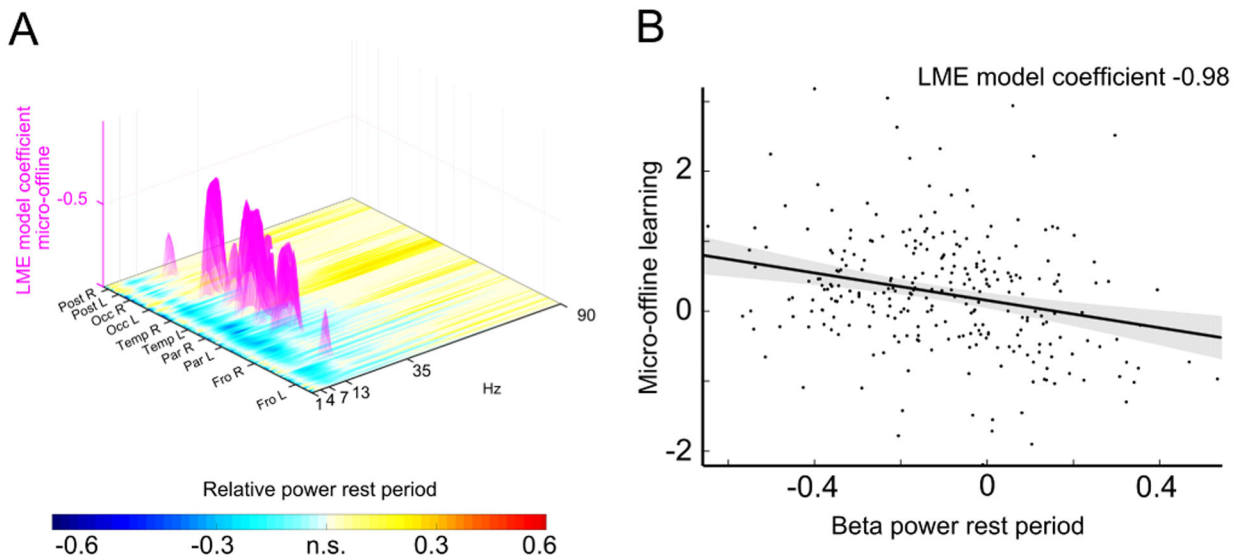 A
LME model coefficient
micro-offline
-0.5
Post R
Post L
Occ R
Occ L
Temp R
Temp L
Par R
Par L
Fro R
Fro L
1 4 7 13
35
90
Hz
Relative power rest period
-0.6 -0.3 n.s. 0.3 0.6
B
LME model coefficient -0.98
Micro-offline learning
2
0
-2
-0.4 0 0.4
Beta power rest period